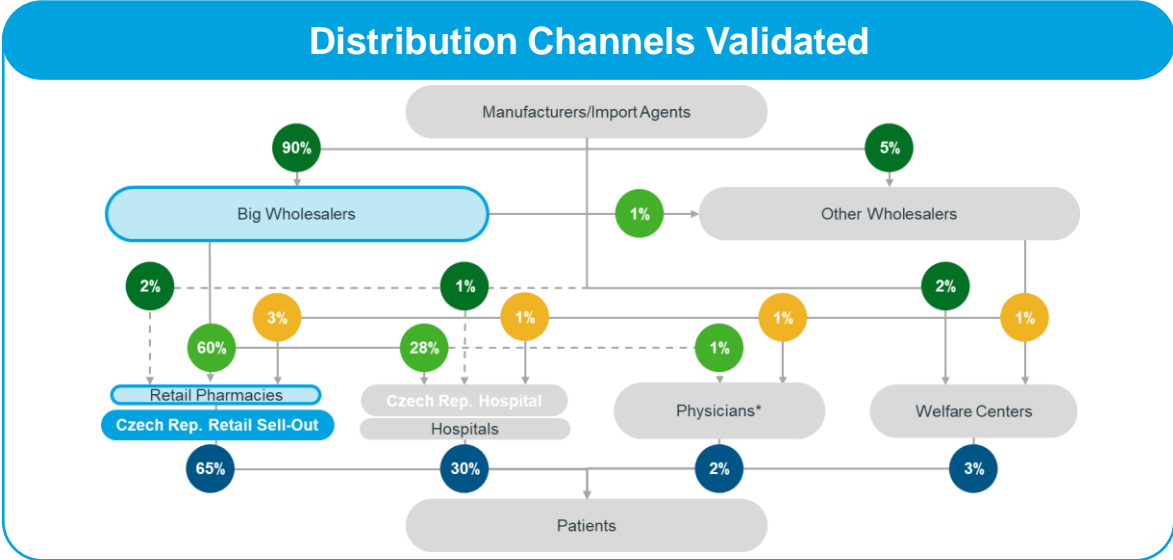 Distribution Channels Validated
Manufacturers/Import Agents
90%
5%
Big Wholesalers
1%
Other Wholesalers
2%
1%
2%
3%
1%
1%
1%
60%
28%
1%
Retail Pharmacies
Czech Rep. Hospital
Physicians*
Welfare Centers
Czech Rep. Retail Sell-Out
Hospitals
65%
30%
2%
3%
Patients